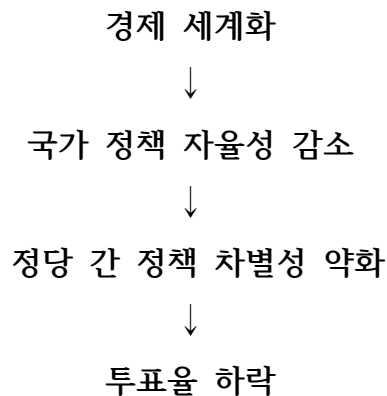 경제 세계화
↓
국가 정책 자율성 감소
↓
정당 간 정책 차별성 약화
↓
투표율 하락